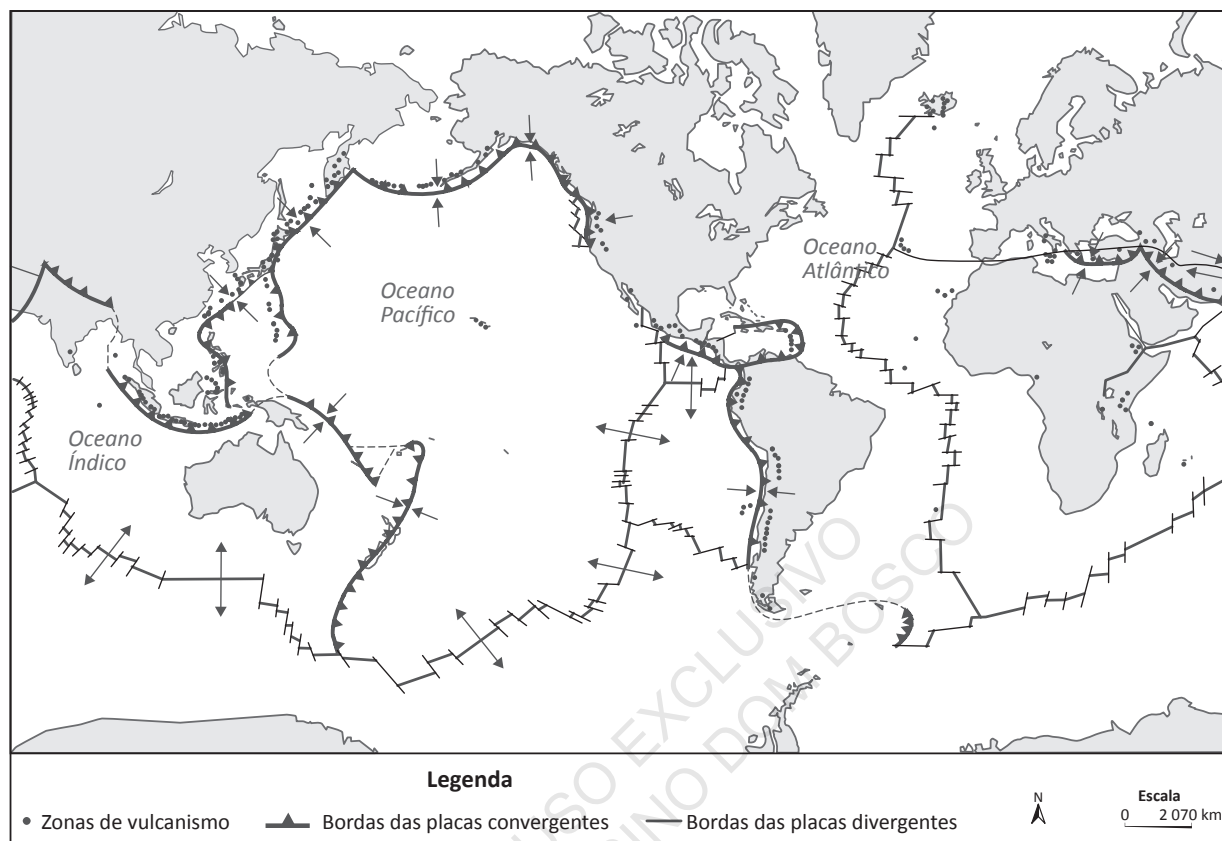 Oceano
Atlântico
Oceano
Pacífico
Oceano
Índico
USO EXCLUSIVO
INO DOM BOSCO
Legenda
Zonas de vulcanismo
Bordas das placas convergentes
Bordas das placas divergentes
N
Escala
0 2 070 km